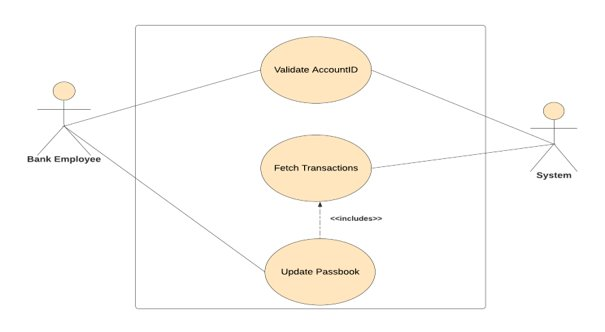 Validate AccountID
Bank Employee
Fetch Transactions
System
<<includes>>
Update Passbook